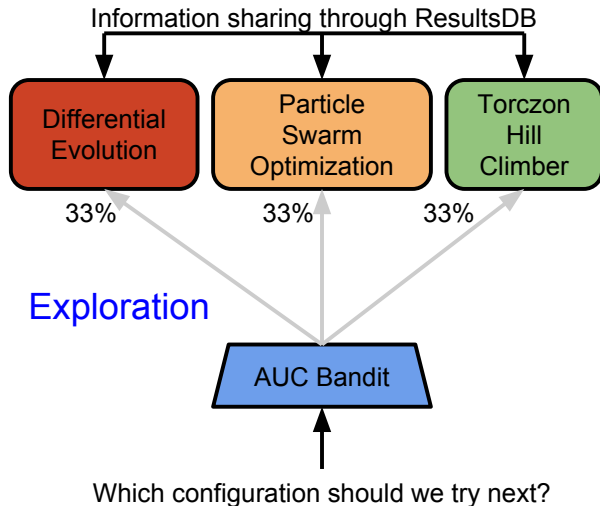 Information sharing through ResultsDB
Differential
Evolution
Particle
Swarm
Optimization
Torczon
Hill
Climber
33%
33%
33%
Exploration
AUC Bandit
Which configuration should we try next?